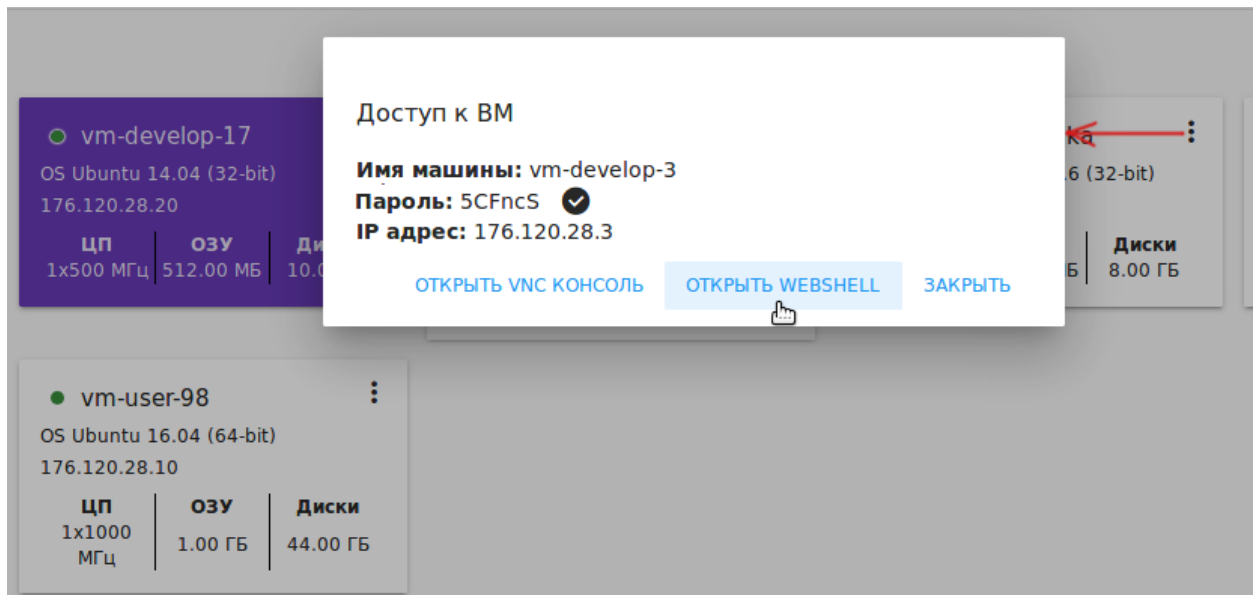 Доступ к ВМ
Имя машины: vm-develop-3
Пароль: 5CFncS
IP адрес: 176.120.28.3
ОТКРЫТЬ VNC КОНСОЛЬ ОТКРЫТЬ WEBSHELL ЗАКРЫТЬ
vm-develop-17
OS Ubuntu 14.04 (32-bit)
176.120.28.20
ЦП ОЗУ
1x500 МГц 512.00 МБ
(32-bit)
Диски
8.00 ГБ
vm-user-98
OS Ubuntu 16.04 (64-bit)
176.120.28.10
ЦП ОЗУ Диски
1x1000
МГц
1.00 ГБ 44.00 ГБ